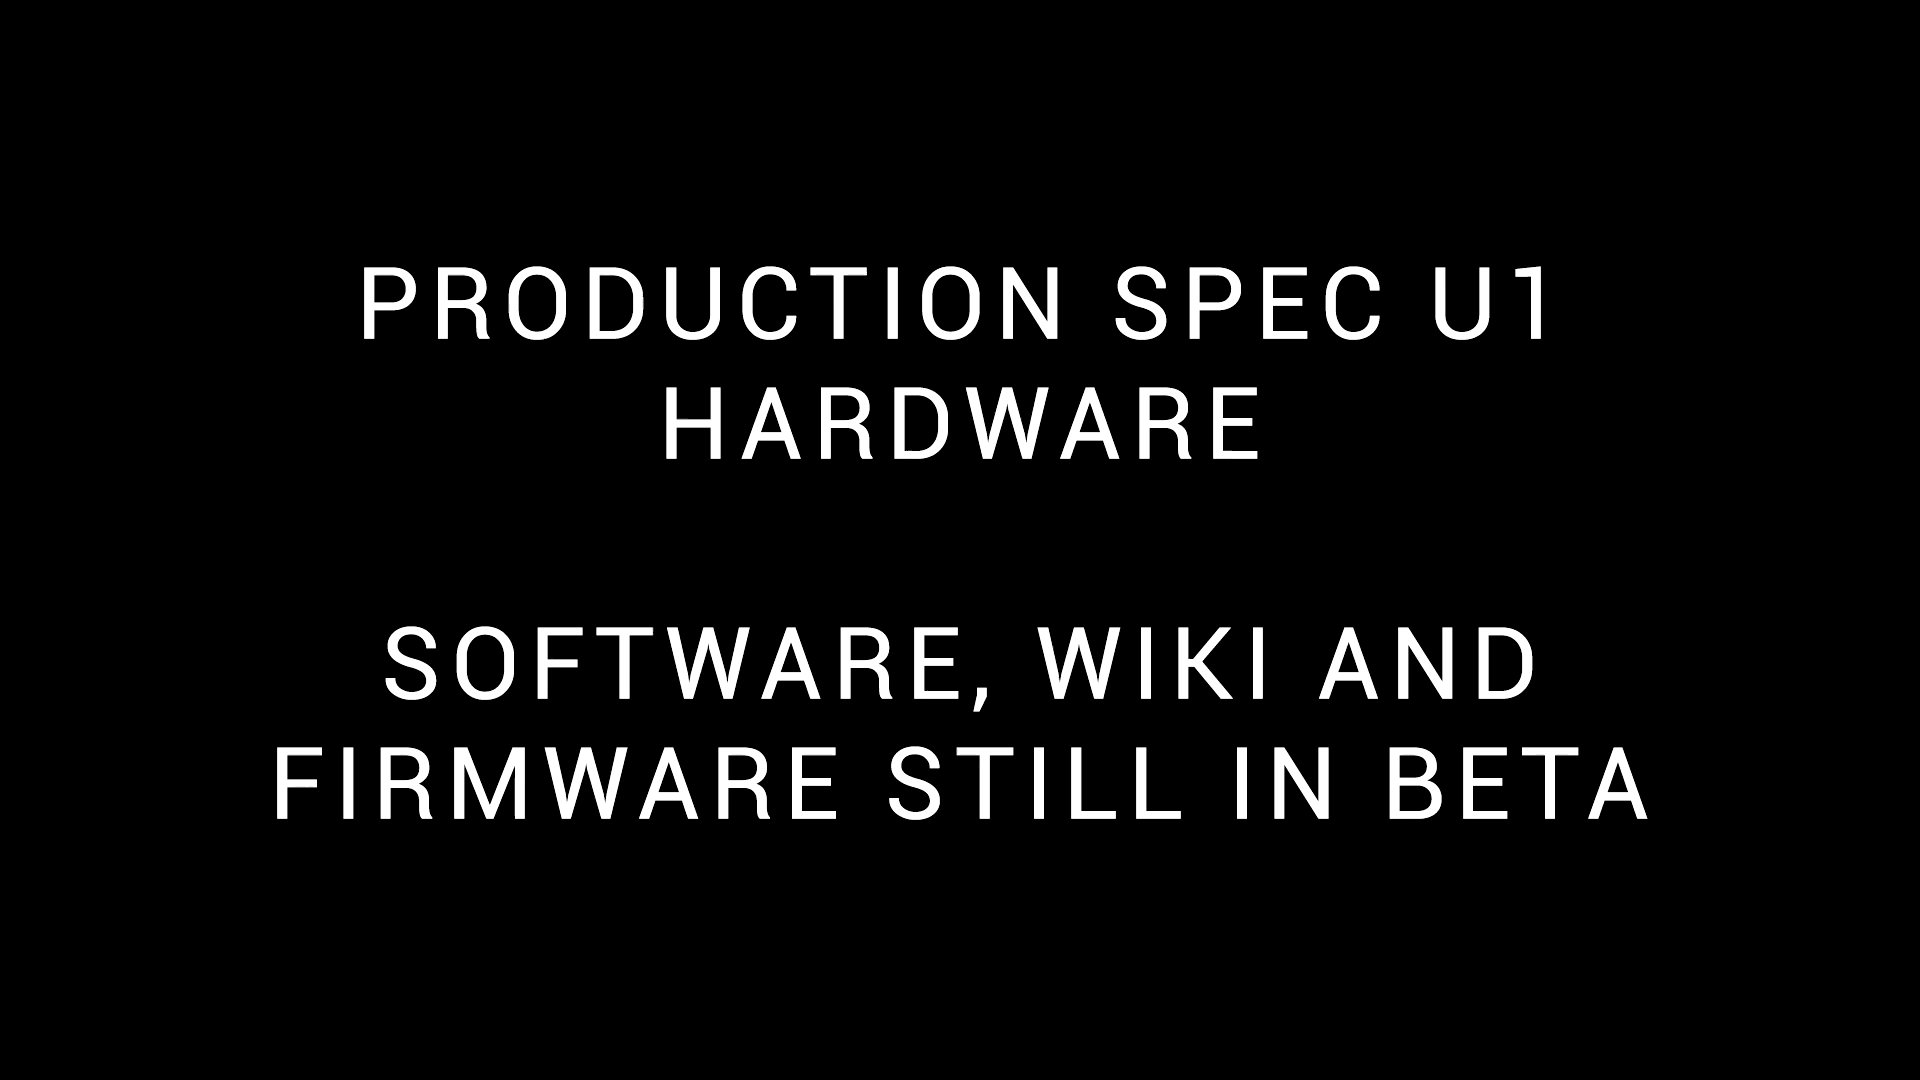 PRODUCTION SPEC U1
HARDWARE
SOFTWARE, WIKI AND
FIRMWARE STILL IN BETA